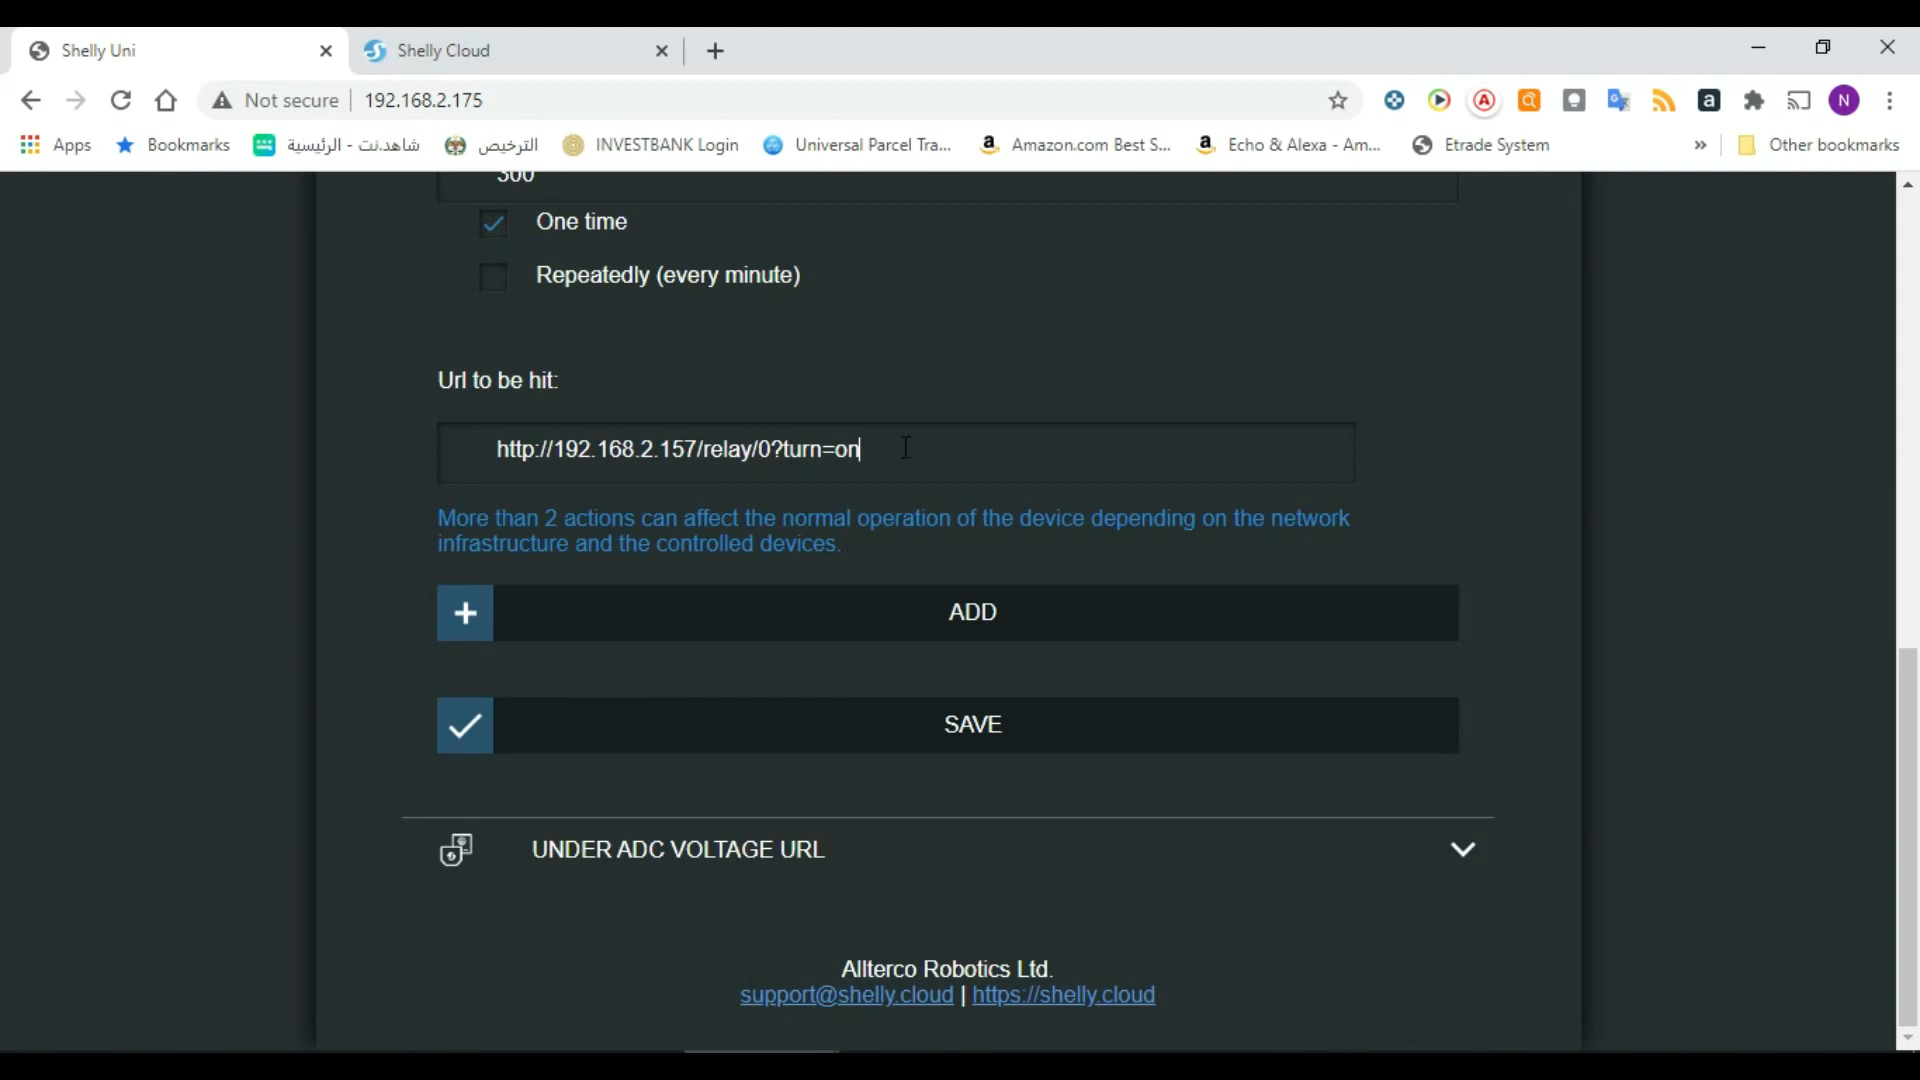 Shelly Uni
Shelly Cloud
Not secure
192.168.2.175
N
Apps
Bookmarks
شاهد.نت - الرئيسية
الترخيص
INVESTBANK Login
Universal Parcel Tra...
Amazon.com Best S...
Echo & Alexa - Am...
Etrade System
Other bookmarks
300
One time
Repeatedly (every minute)
Url to be hit:
http://192.168.2.157/relay/0?turn=on
More than 2 actions can affect the normal operation of the device depending on the network
infrastructure and the controlled devices.
ADD
SAVE
UNDER ADC VOLTAGE URL
Allterco Robotics Ltd.
support@shelly.cloud | https://shelly.cloud